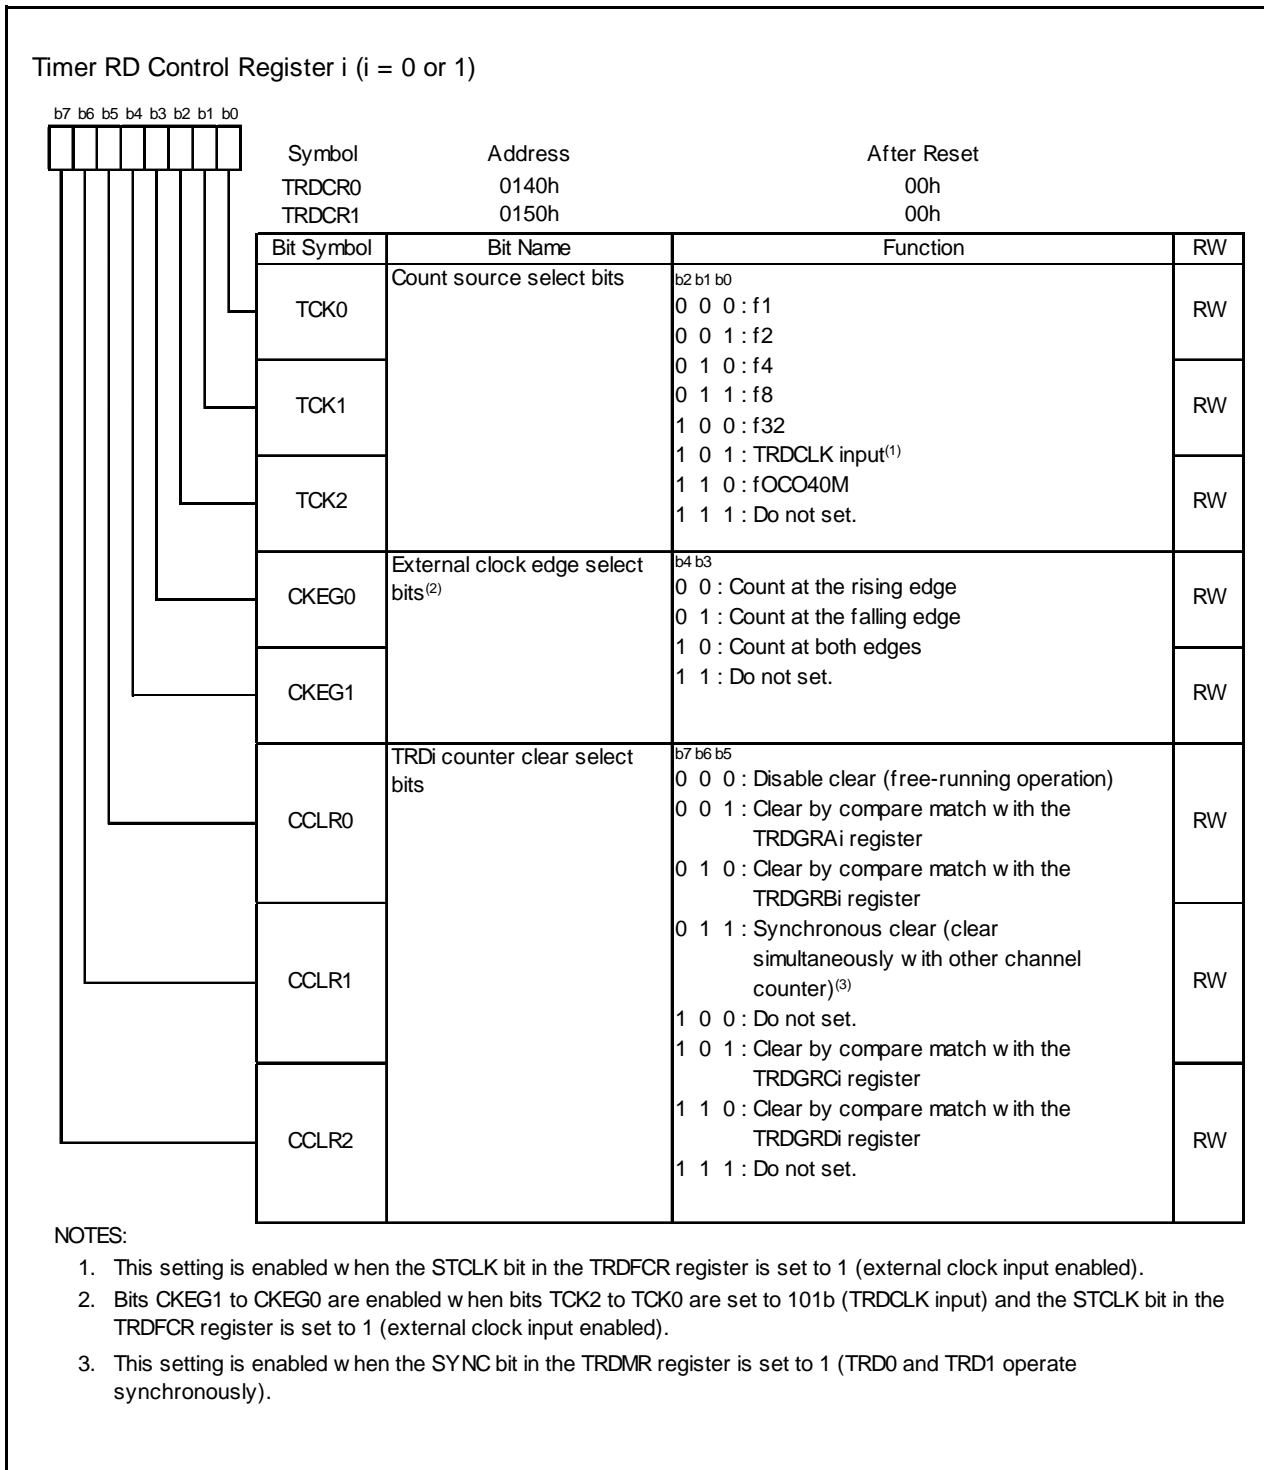 Timer RD Control Register i (i = 0 or 1)
b7 b6 b5 b4 b3 b2 b1 b0
Symbol Address After Reset
TRDCR0 0140h 00h
TRDCR1 0150h 00h
Bit Symbol Bit Name Function RW
TCK0 Count source select bits b2 b1 b0 RW
0 0 0 : f1
0 0 1 : f2
0 1 0 : f4
TCK1 0 1 1 : f8 RW
1 0 0 : f32
1 0 1 : TRDCLK input(1)
TCK2 1 1 0 : fOCO40M RW
1 1 1 : Do not set.
CKEG0 External clock edge select b4 b3 RW
bits(2) 0 0 : Count at the rising edge
0 1 : Count at the falling edge
1 0 : Count at both edges
CKEG1 1 1 : Do not set. RW
CCLR0 TRDi counter clear select b7 b6 b5 RW
bits 0 0 0 : Disable clear (free-running operation)
0 0 1 : Clear by compare match with the
TRDGRAi register
0 1 0 : Clear by compare match with the
TRDGRBi register
CCLR1 0 1 1 : Synchronous clear (clear RW
simultaneously with other channel
counter)(3)
1 0 0 : Do not set.
1 0 1 : Clear by compare match with the
TRDGRCi register
CCLR2 1 1 0 : Clear by compare match with the RW
TRDGRDi register
1 1 1 : Do not set.
NOTES:
1. This setting is enabled when the STCLK bit in the TRDFCR register is set to 1 (external clock input enabled).
2. Bits CKEG1 to CKEG0 are enabled when bits TCK2 to TCK0 are set to 101b (TRDCLK input) and the STCLK bit in the
TRDFCR register is set to 1 (external clock input enabled).
3. This setting is enabled when the SYNC bit in the TRDMR register is set to 1 (TRD0 and TRD1 operate
synchronously).